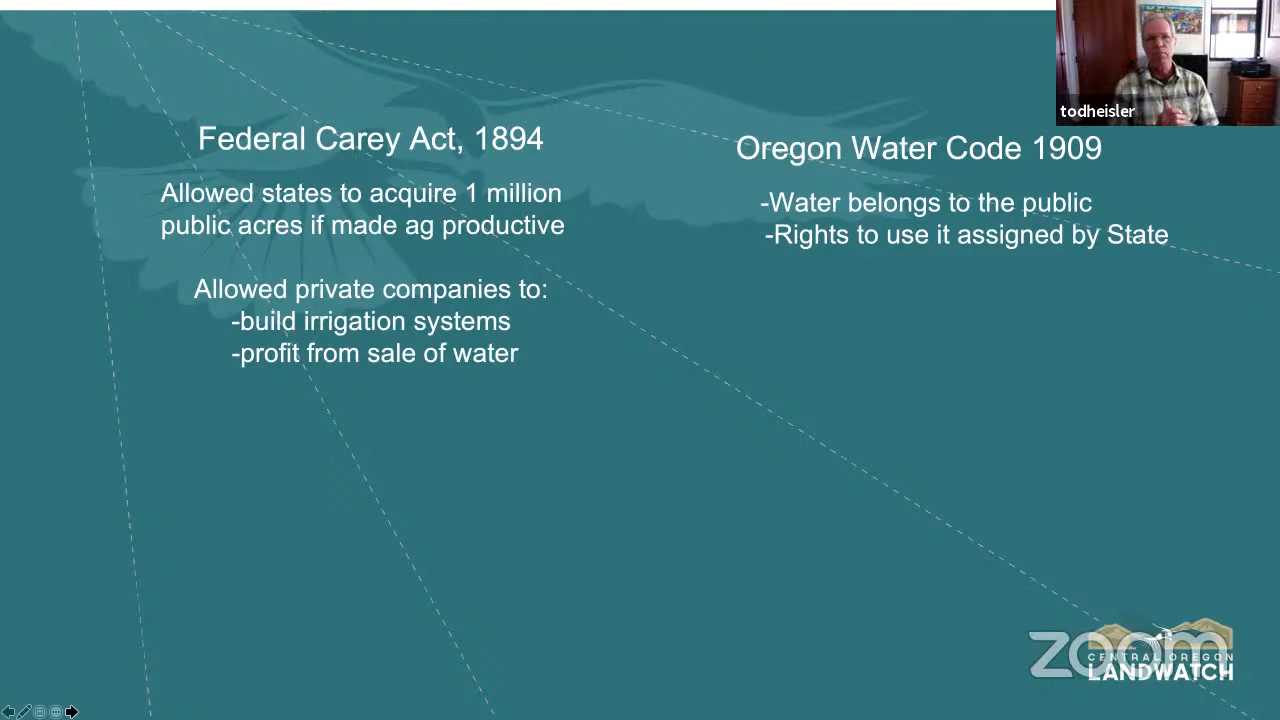 todheisler
Federal Carey Act, 1894
Allowed states to acquire 1 million
public acres if made ag productive
Allowed private companies to:
-build irrigation systems
-profit from sale of water
Oregon Water Code 1909
-Water belongs to the public
-Rights to use it assigned by State
zoom
CENTRAL OREGON
LANDWATCH